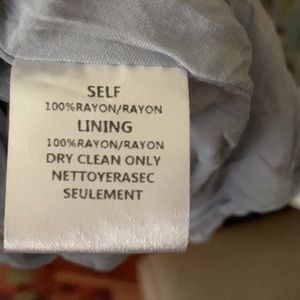 SELF
100%RAYON/RAYON
LINING
100%RAYON/RAYON
DRY CLEAN ONLY
NETTOYERASEC
SEULEMENT